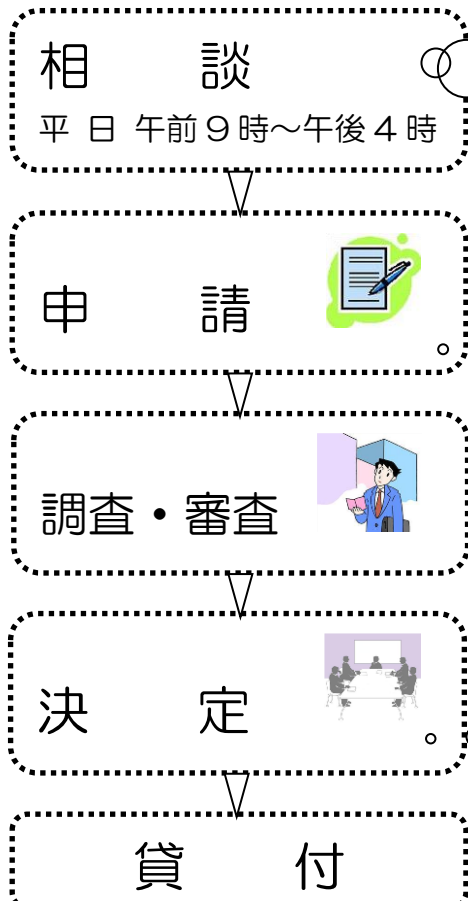 相　談
平 日 午前９時～午後４時
申　請
調査・審査
決　定
貸　付